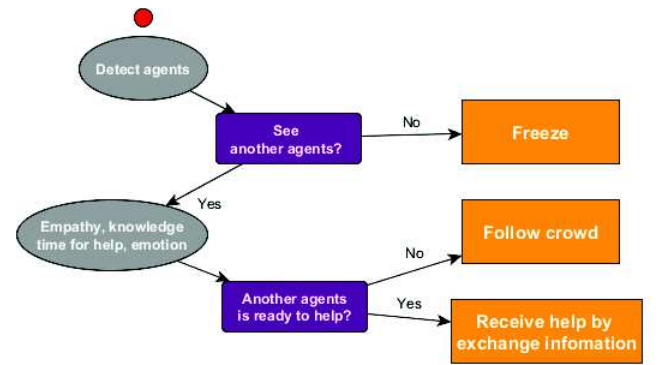 Detect agents
See
another agents?
No
Freeze
Yes
Empathy, knowledge
time for help, emotion
Follow crowd
No
Another agents
is ready to help?
Yes
Receive help by
exchange infomation